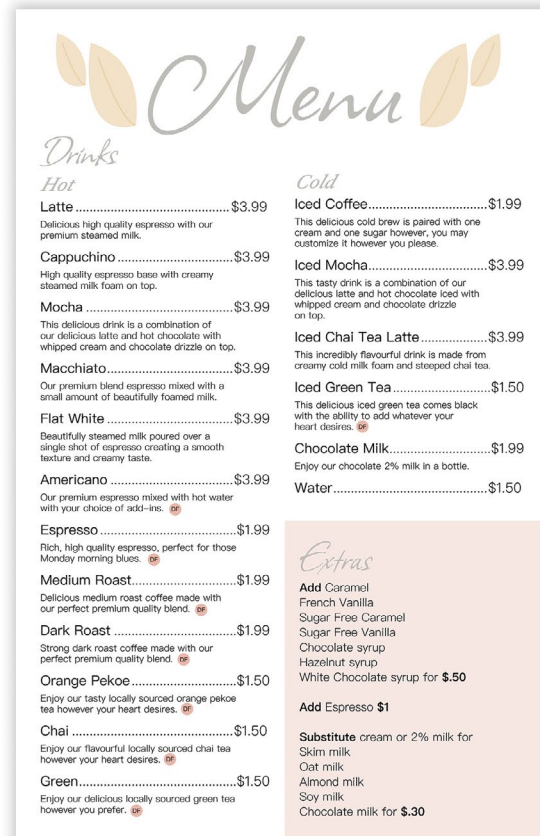 Menu
Drinks
Hot
Latte ........................................ $3.99
Delicious high quality espresso with our
premium steamed milk.
Cappuchino ..............................$3.99
High quality espresso base with creamy
steamed milk foam on top.
Mocha ......................................$3.99
This delicious drink is a combination of
our delicious latte and hot chocolate with
whipped cream and chocolate drizzle on top.
Macchiato.................................$3.99
Our premium blend espresso mixed with a
small amount of beautifully foamed milk.
Flat White .................................$3.99
Beautifully steamed milk poured over a
single shot of espresso creating a smooth
texture and creamy taste.
Americano ................................$3.99
Our premium espresso mixed with hot water
with your choice of add-ins. DF
Espresso...................................$1.99
Rich, high quality espresso, perfect for those
Monday morning blues. DF
Medium Roast...........................$1.99
Delicious medium roast coffee made with
our perfect premium quality blend. DF
Dark Roast ................................$1.99
Strong dark roast coffee made with our
perfect premium quality blend. DF
Orange Pekoe...........................$1.50
Enjoy our tasty locally sourced orange pekoe
tea however your heart desires. DF
Chai ...........................................$1.50
Enjoy our flavourful locally sourced chai tea
however your heart desires. DF
Green.........................................$1.50
Enjoy our delicious locally sourced green tea
however you prefer. DF
Cold
Iced Coffee...............................$1.99
This delicious cold brew is paired with one
cream and one sugar however, you may
customize it however you please.
Iced Mocha...............................$3.99
This tasty drink is a combination of our
delicious latte and hot chocolate iced with
whipped cream and chocolate drizzle
on top.
Iced Chai Tea Latte.................$3.99
This incredibly flavourful drink is made from
creamy cold milk foam and steeped chai tea.
Iced Green Tea.........................$1.50
This delicious iced green tea comes black
with the ability to add whatever your
heart desires. DF
Chocolate Milk.........................$1.99
Enjoy our chocolate 2% milk in a bottle.
Water........................................$1.50
Extras
Add Caramel
French Vanilla
Sugar Free Caramel
Sugar Free Vanilla
Chocolate syrup
Hazelnut syrup
White Chocolate syrup for $.50
Add Espresso $1
Substitute cream or 2% milk for
Skim milk
Oat milk
Almond milk
Soy milk
Chocolate milk for $.30